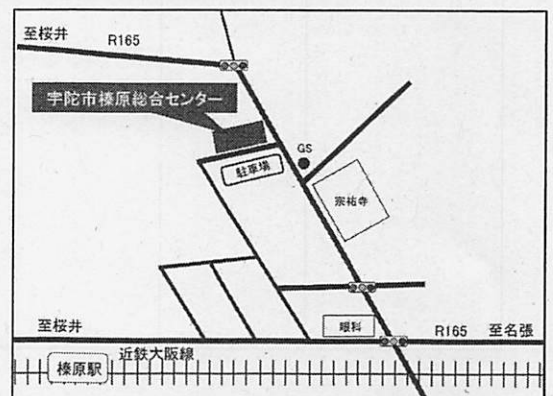 至桜井
R165
宇陀市榛原総合センター
GS
駐車場
宗祐寺
眼科
至桜井
R165
至名張
近鉄大阪線
榛原駅